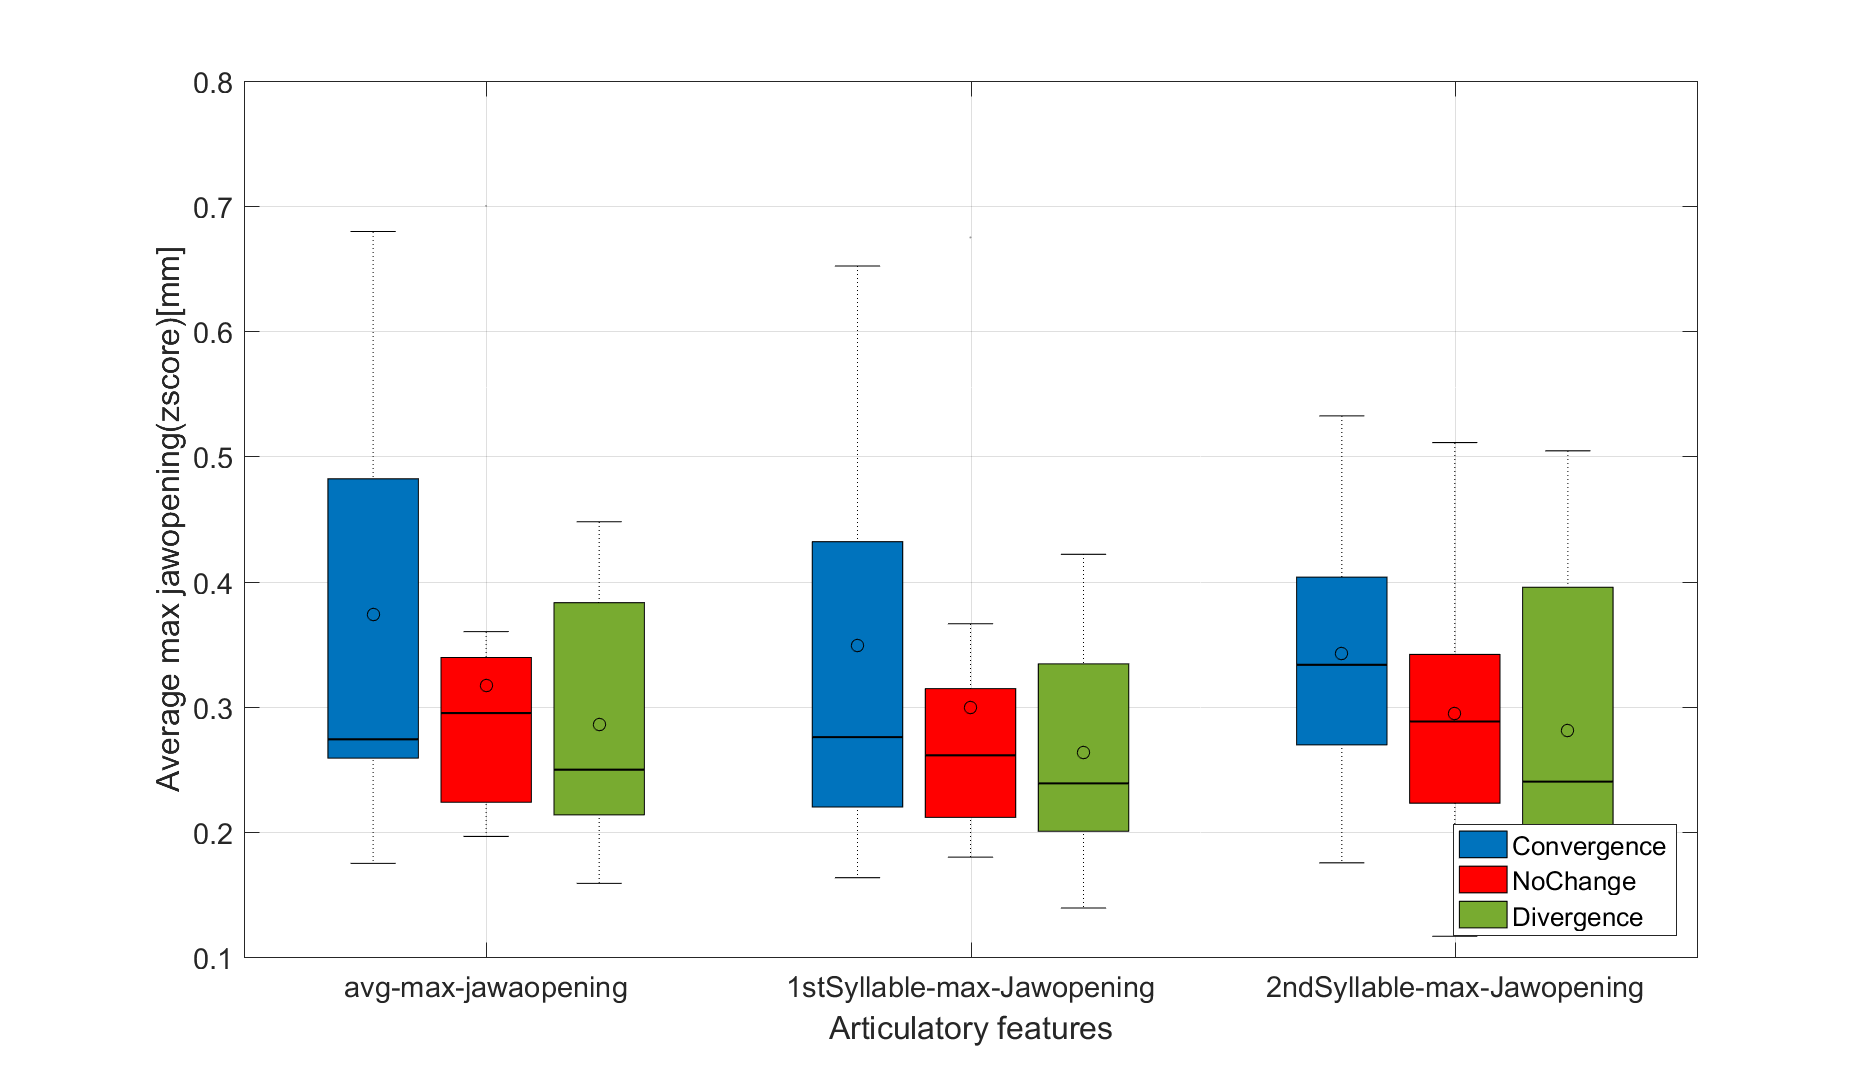 0.8
0.7
0.6
0.5
0.4
0.3
0.2
0.1
Average max jawopening(zscore)[mm]
Convergence
NoChange
Divergence
avg-max-jawaopening
1stSyllable-max-Jawopening
2ndSyllable-max-Jawopening
Articulatory features